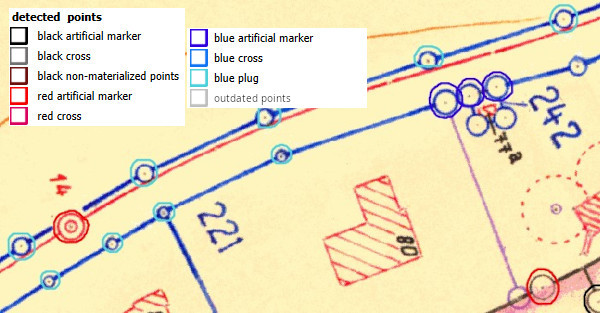 detected points
black artificial marker
black cross
black non-materialized points
red artificial marker
red cross
blue artificial marker
blue cross
blue plug
outdated points
242
77a
14
221
80